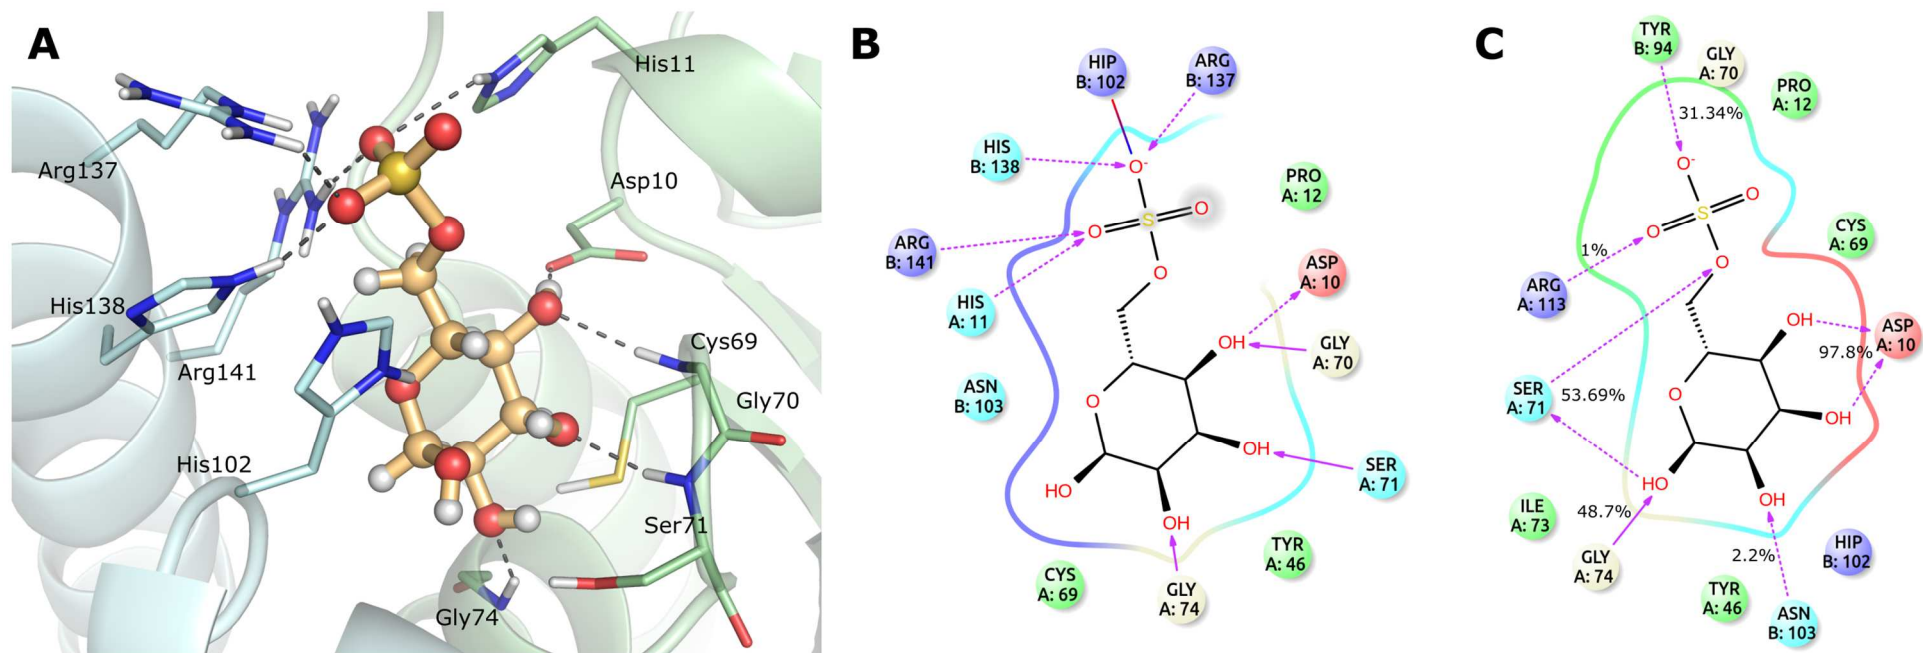 A
His11
Arg137
Asp10
His138
Cys69
Arg141
Gly70
His102
Ser71
Gly74
B
HIP
B: 102
ARG
B: 137
HIS
B: 138
PRO
A: 12
O⁻
S
O
O
ARG
B: 141
O
ASP
A: 10
HIS
A: 11
OH
GLY
A: 70
ASN
B: 103
O
OH
SER
A: 71
HO
OH
TYR
A: 46
CYS
A: 69
GLY
A: 74
C
TYR
B: 94
GLY
A: 70
PRO
A: 12
31.34%
O⁻
O
S
O
CYS
A: 69
1%
O
ARG
A: 113
OH
ASP
A: 10
97.8%
SER
A: 71
53.69%
O
OH
HO
OH
ILE
A: 73
48.7%
GLY
A: 74
2.2%
HIP
B: 102
TYR
A: 46
ASN
B: 103